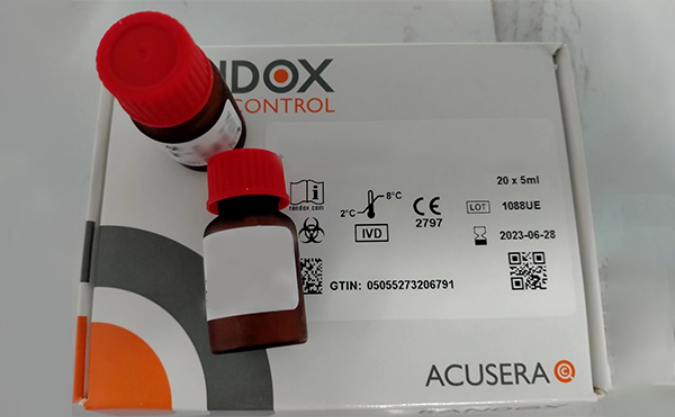 NDOX
CONTROL
20 x 5ml
i
randox.com
2°C
8°C
CE
2797
LOT
1088UE
IVD
2023-06-28
GTIN: 05055273206791
ACUSERA